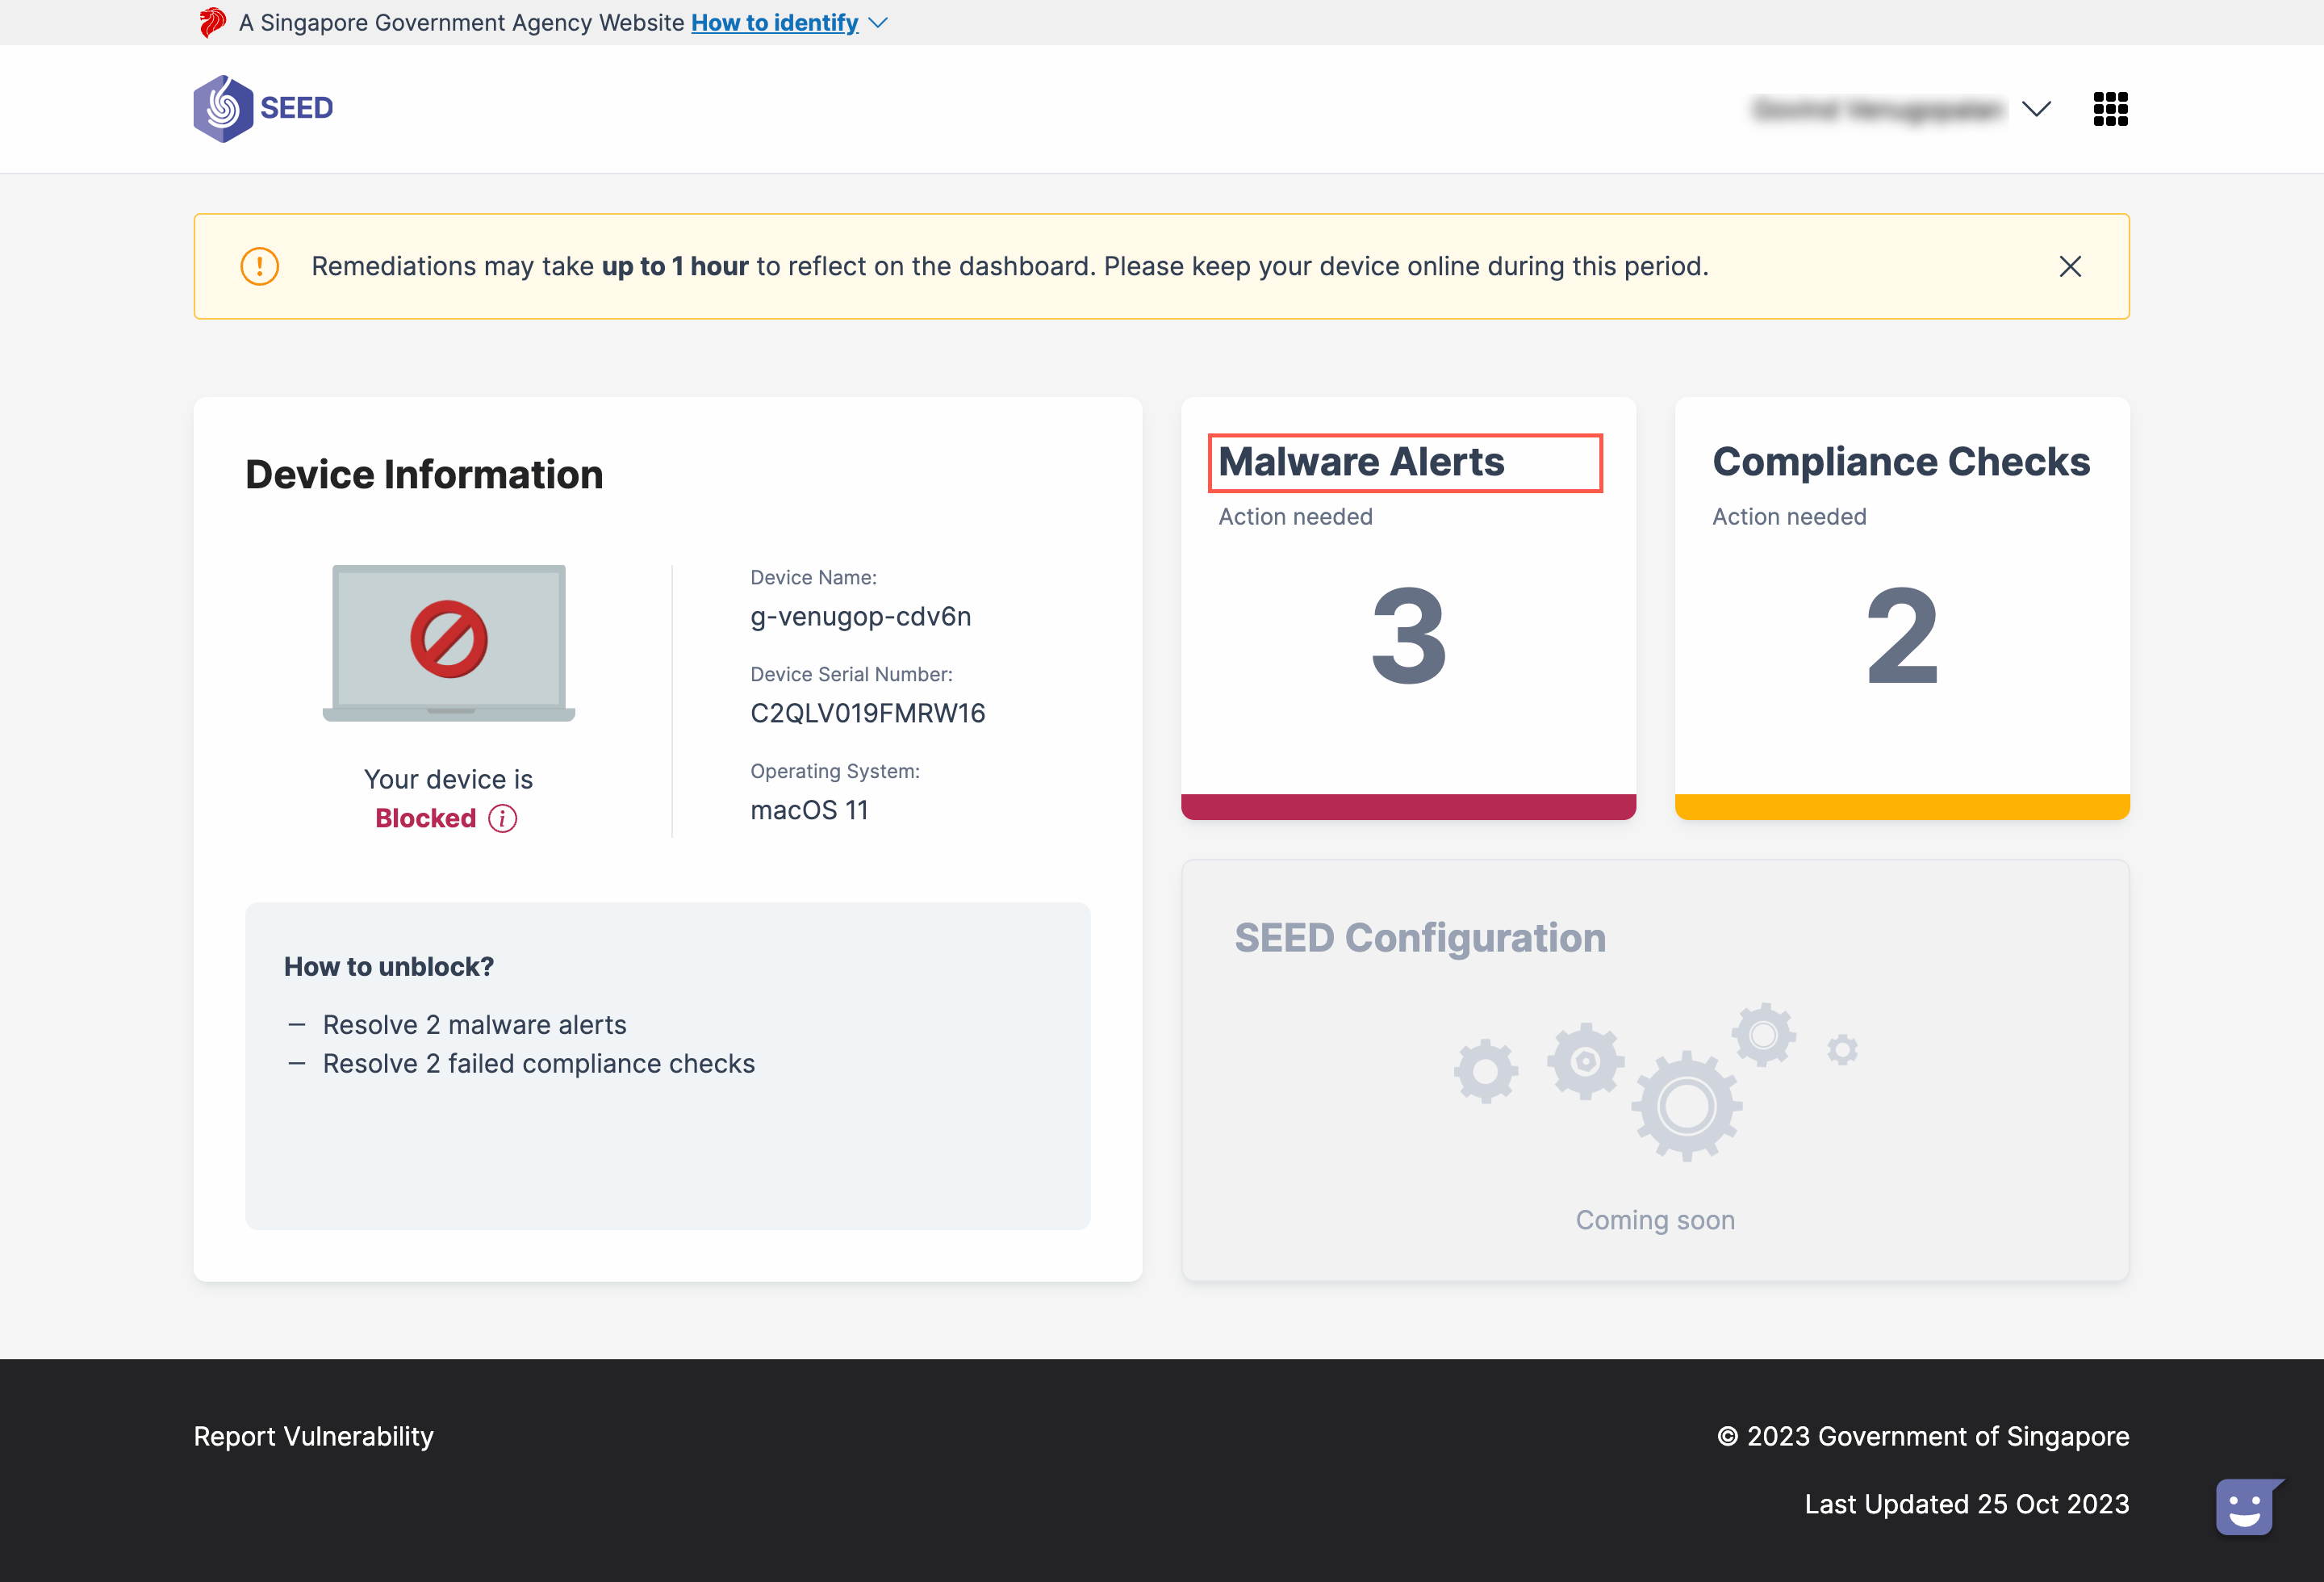 A Singapore Government Agency Website How to identify
SEED
Remediations may take up to 1 hour to reflect on the dashboard. Please keep your device online during this period.
Device Information
Your device is
Blocked
Device Name:
g-venugop-cdv6n
Device Serial Number:
C2QLV019FMRW16
Operating System:
macOS 11
How to unblock?
— Resolve 2 malware alerts
— Resolve 2 failed compliance checks
Malware Alerts
Action needed
3
Compliance Checks
Action needed
2
SEED Configuration
Coming soon
Report Vulnerability
© 2023 Government of Singapore
Last Updated 25 Oct 2023